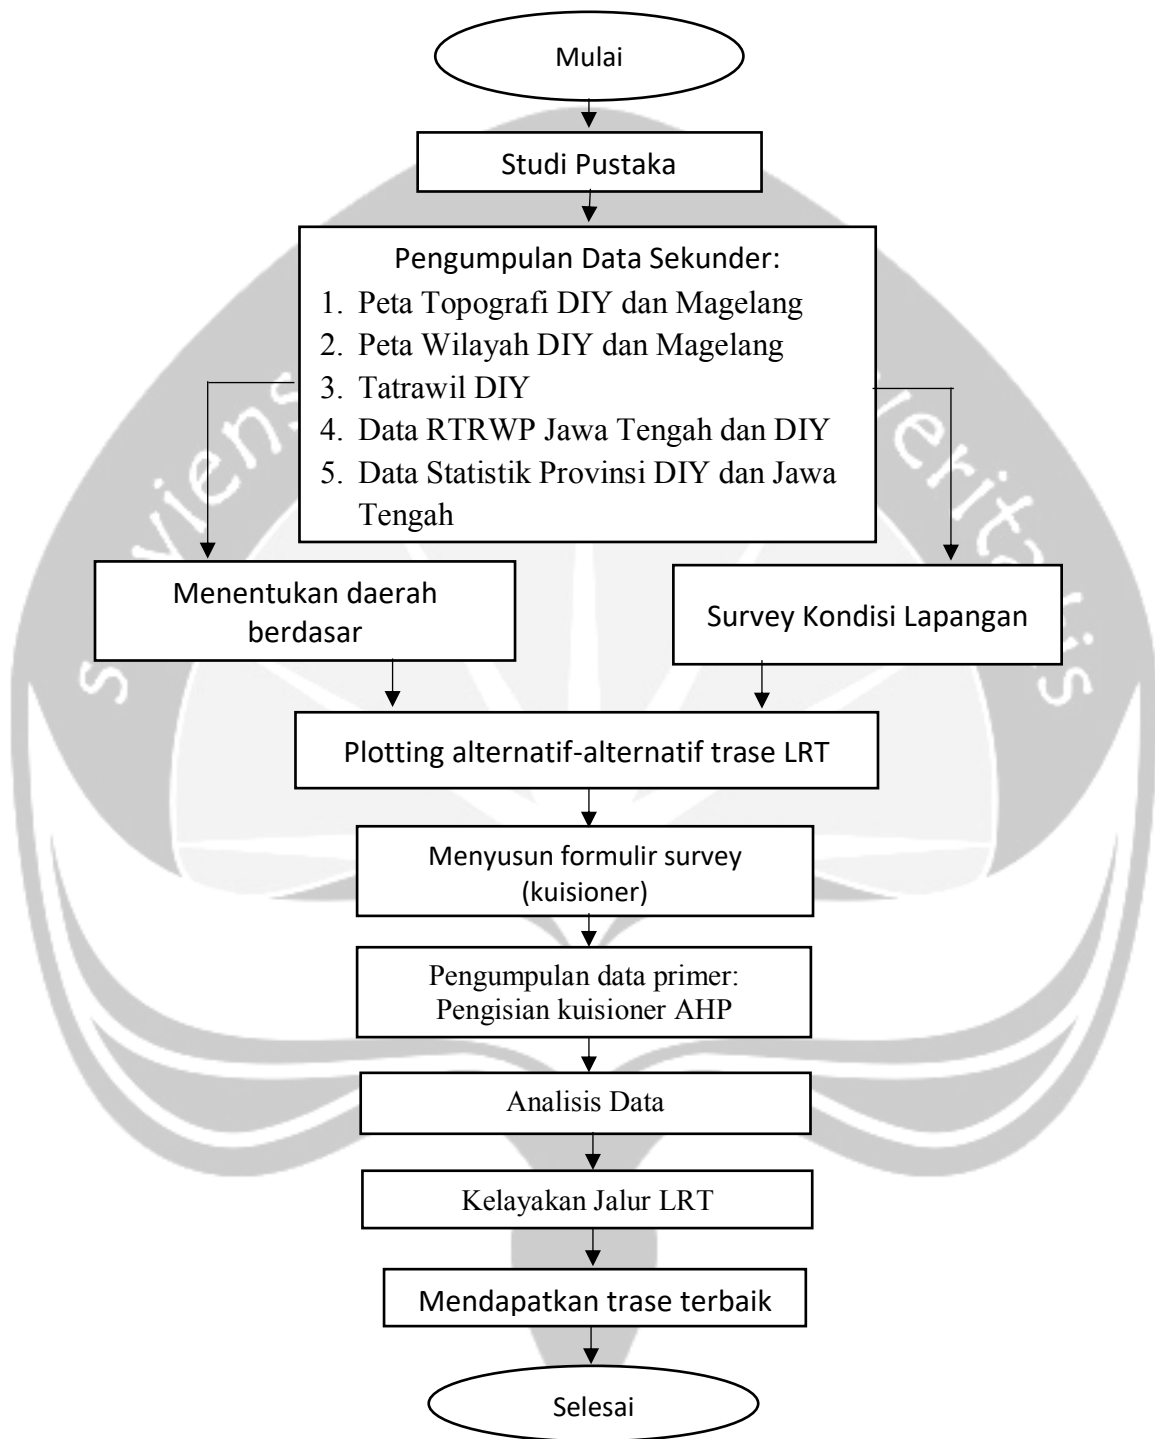 Mulai
Studi Pustaka
Pengumpulan Data Sekunder:
1. Peta Topografi DIY dan Magelang
2. Peta Wilayah DIY dan Magelang
3. Tatrawil DIY
4. Data RTRWP Jawa Tengah dan DIY
5. Data Statistik Provinsi DIY dan Jawa
Tengah
Menentukan daerah
berdasar
Survey Kondisi Lapangan
Plotting alternatif-alternatif trase LRT
Menyusun formulir survey
(kuisioner)
Pengumpulan data primer:
Pengisian kuisioner AHP
Analisis Data
Kelayakan Jalur LRT
Mendapatkan trase terbaik
Selesai